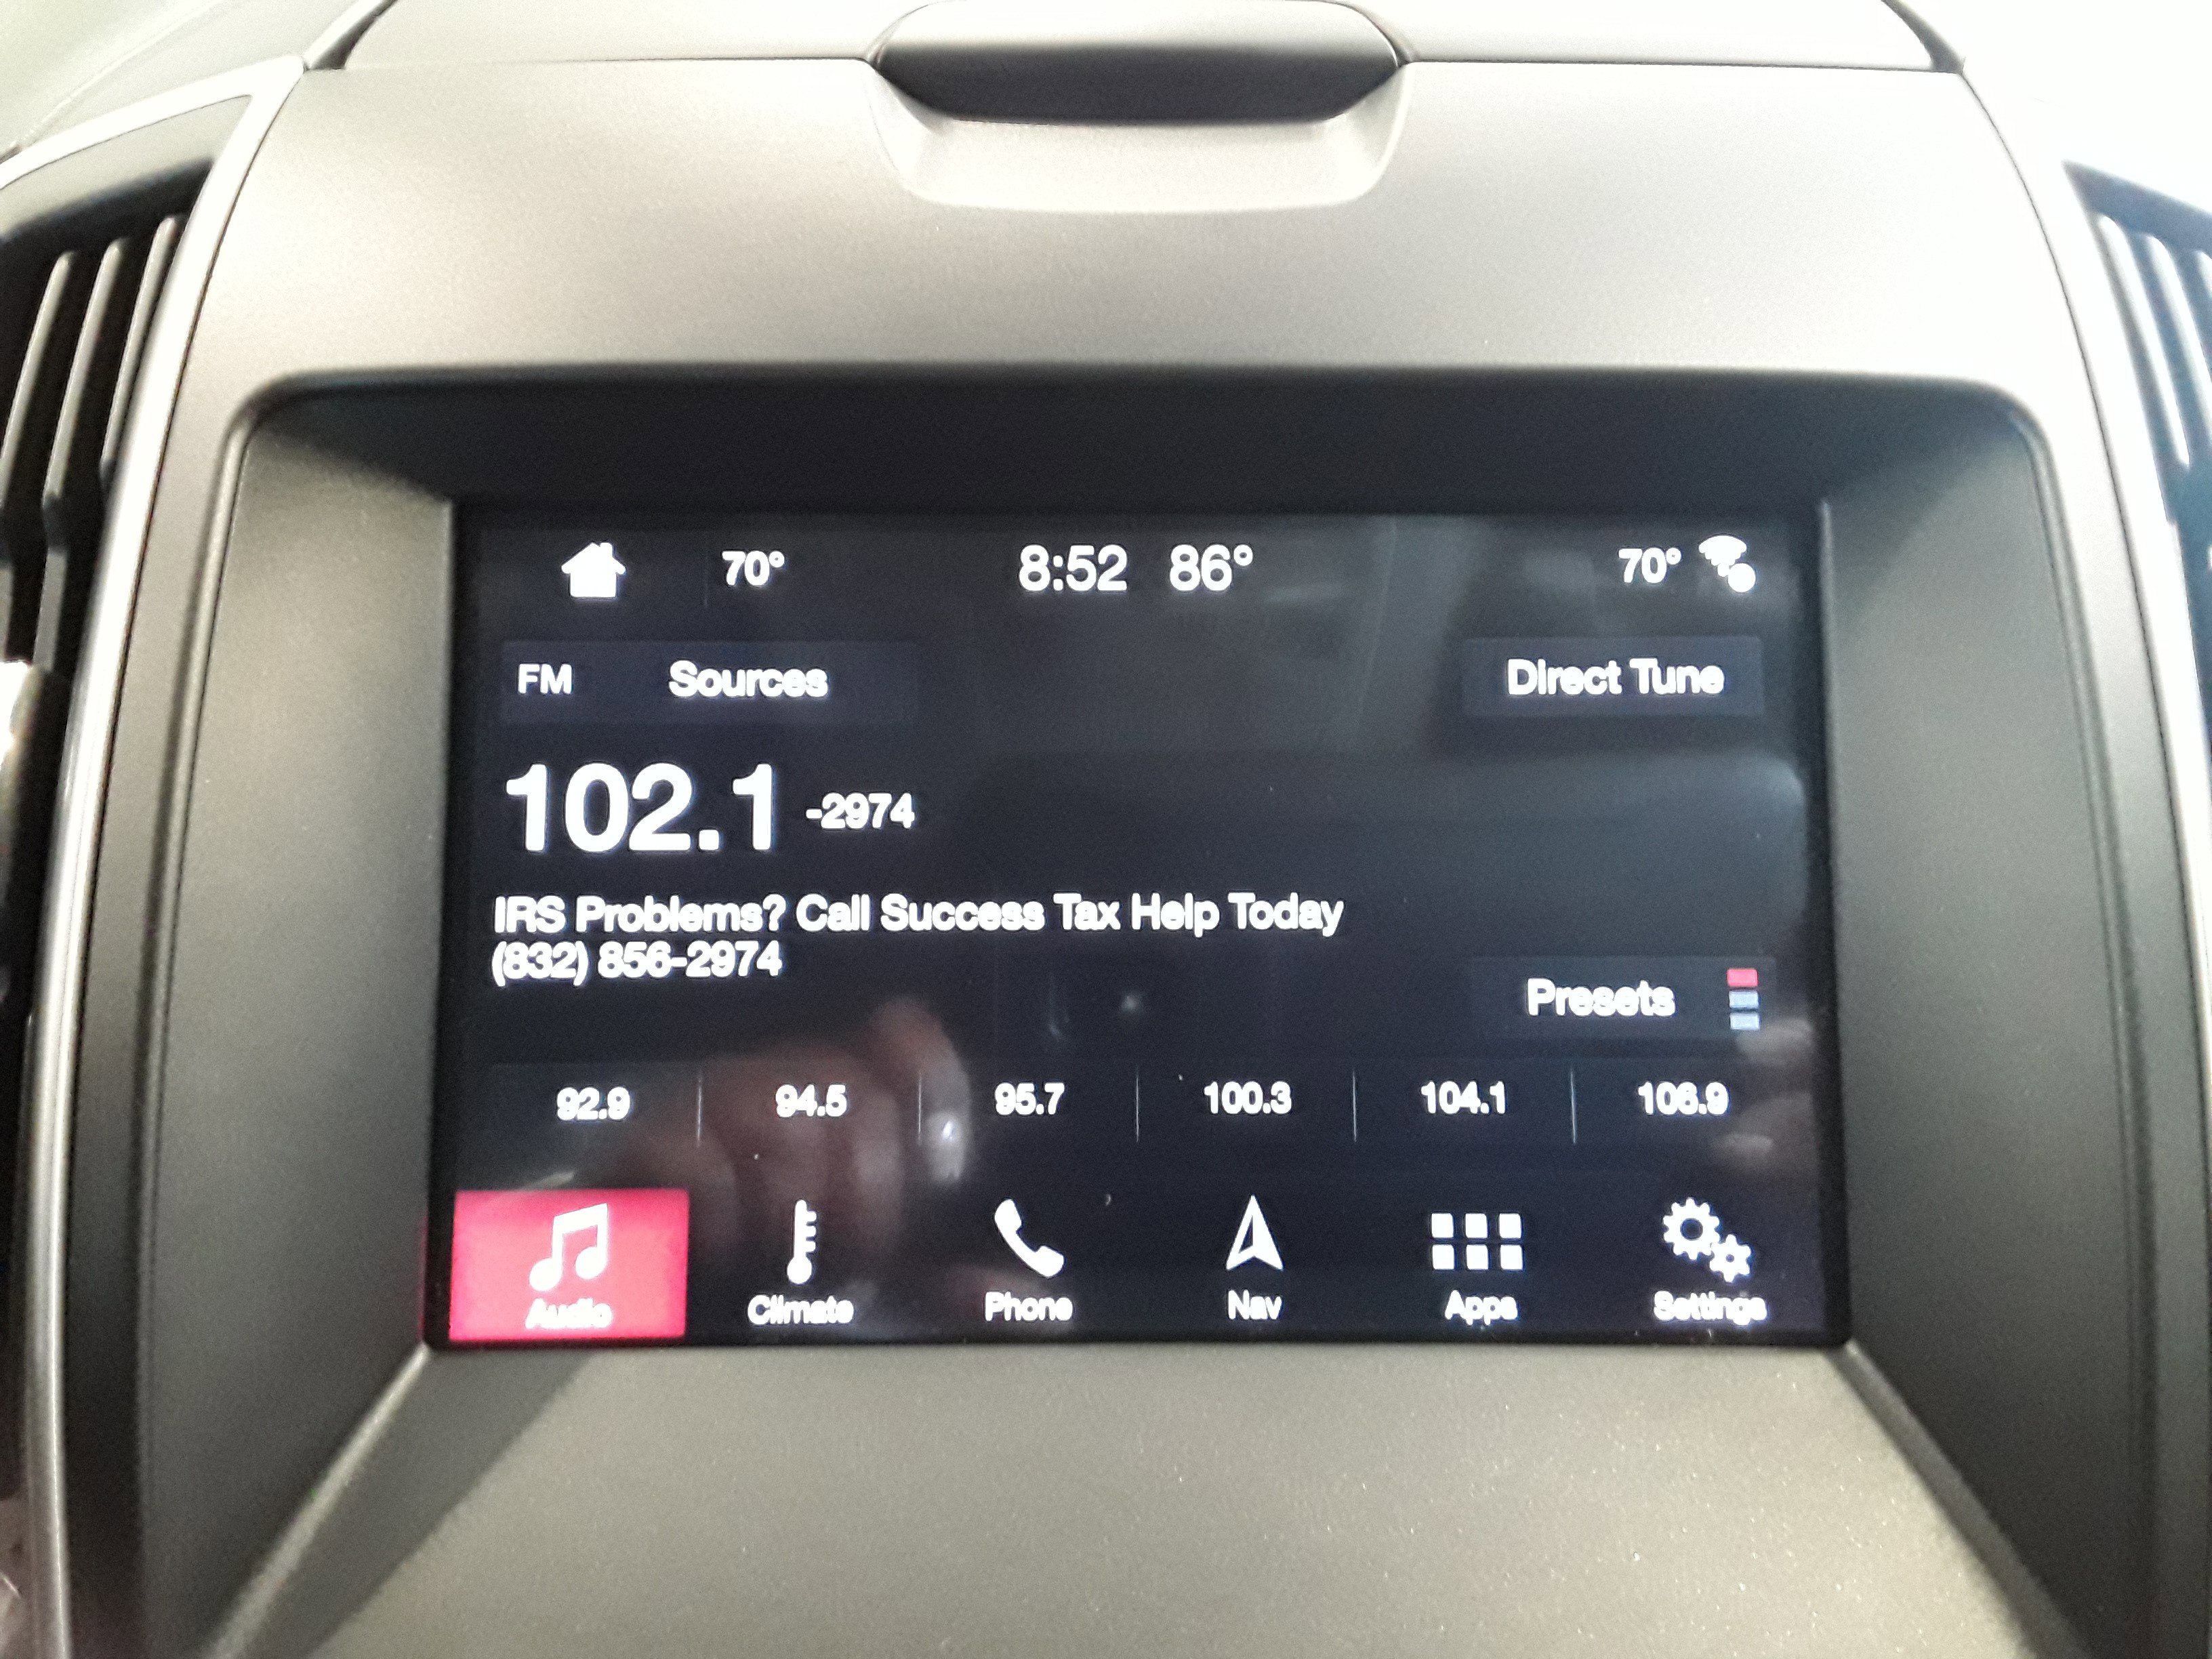 70° 8:52 86° 70°
FM Sources Direct Tune
102.1 -2974
IRS Problems? Call Success Tax Help Today
(832) 856-2974
Presets
92.9 94.5 95.7 100.3 104.1 106.9
Audio Climate Phone Nav Apps Settings